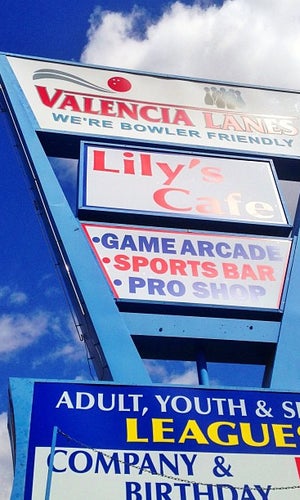 VALENCIA LANES
WE'RE BOWLER FRIENDLY
Lily's
Cafe
•GAME ARCADE
•SPORTS BAR
• PRO SHOP
ADULT, YOUTH & S
LEAGUES
COMPANY &
BIRTHDAY